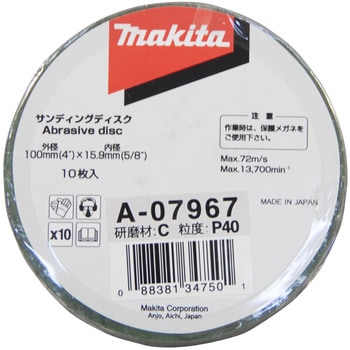 makita
サンディングディスク
Abrasive disc
外径 内径
100mm(4")×15.9mm(5/8")
10枚入
注 意
作業時は、保護メガネを
ご使用下さい。
Max.72m/s
Max.13,700min⁻¹
MADE IN JAPAN
x10
A-07967
研磨材:C 粒度:P40
0 88381 34750 1
Makita Corporation
Anjo, Aichi, Japan